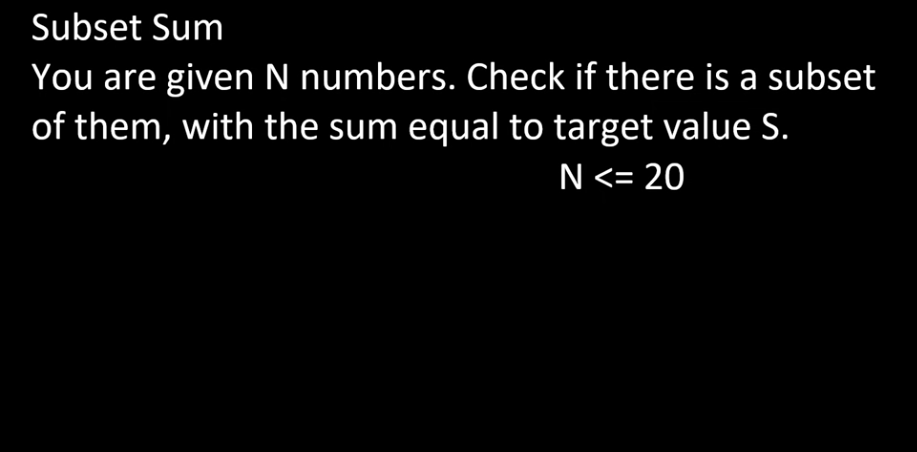 Subset Sum
You are given N numbers. Check if there is a subset
of them, with the sum equal to target value S.
N <= 20